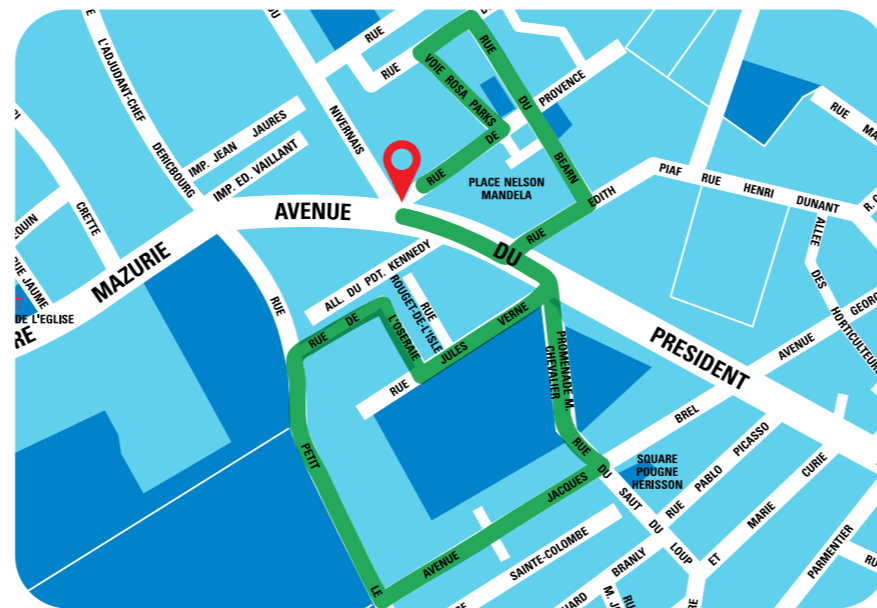 L'ADJUDANT-CHEF
DERICBOURG
DU
NIVERNAIS
RUE
RUE
VOIE ROSA PARKS
RUE
DU
BEARN
PROVENCE
DE
RUE
IMP. JEAN JAURES
IMP. ED. VAILLANT
PLACE NELSON
MANDELA
RUE
EDITH
PIAF
RUE HENRI DUNANT
ALLEE
DES
HORTICULTEURS
CRETTE
RUE JAUME
DE L'EGLISE
MAZURIE
AVENUE
DU
PRESIDENT
RUE
ALL. DU PDT. KENNEDY
RUE
ROUGET-DE-L'ISLE
RUE DE
L'OSERAIE
RUE JULES VERNE
PROMENADE M.
CHEVALIER
RUE
DU
SAUT
DU
LOUP
AVENUE
BREL
JACQUES
AVENUE
LE
PETIT
SQUARE
POUGNE
HERISSON
RUE PABLO PICASSO
BRANLY
ET MARIE CURIE
PARMENTIER
SAINTE-COLOMBE